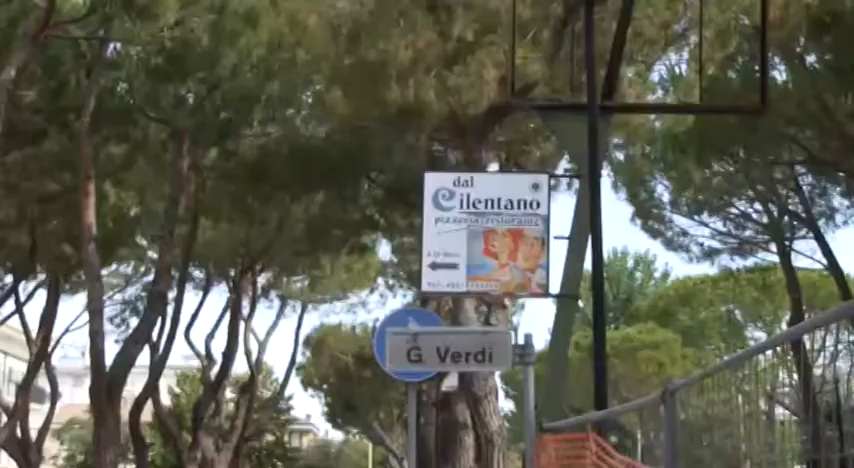 dal
Cilentano
pizzeria ristorante
G. Verdi